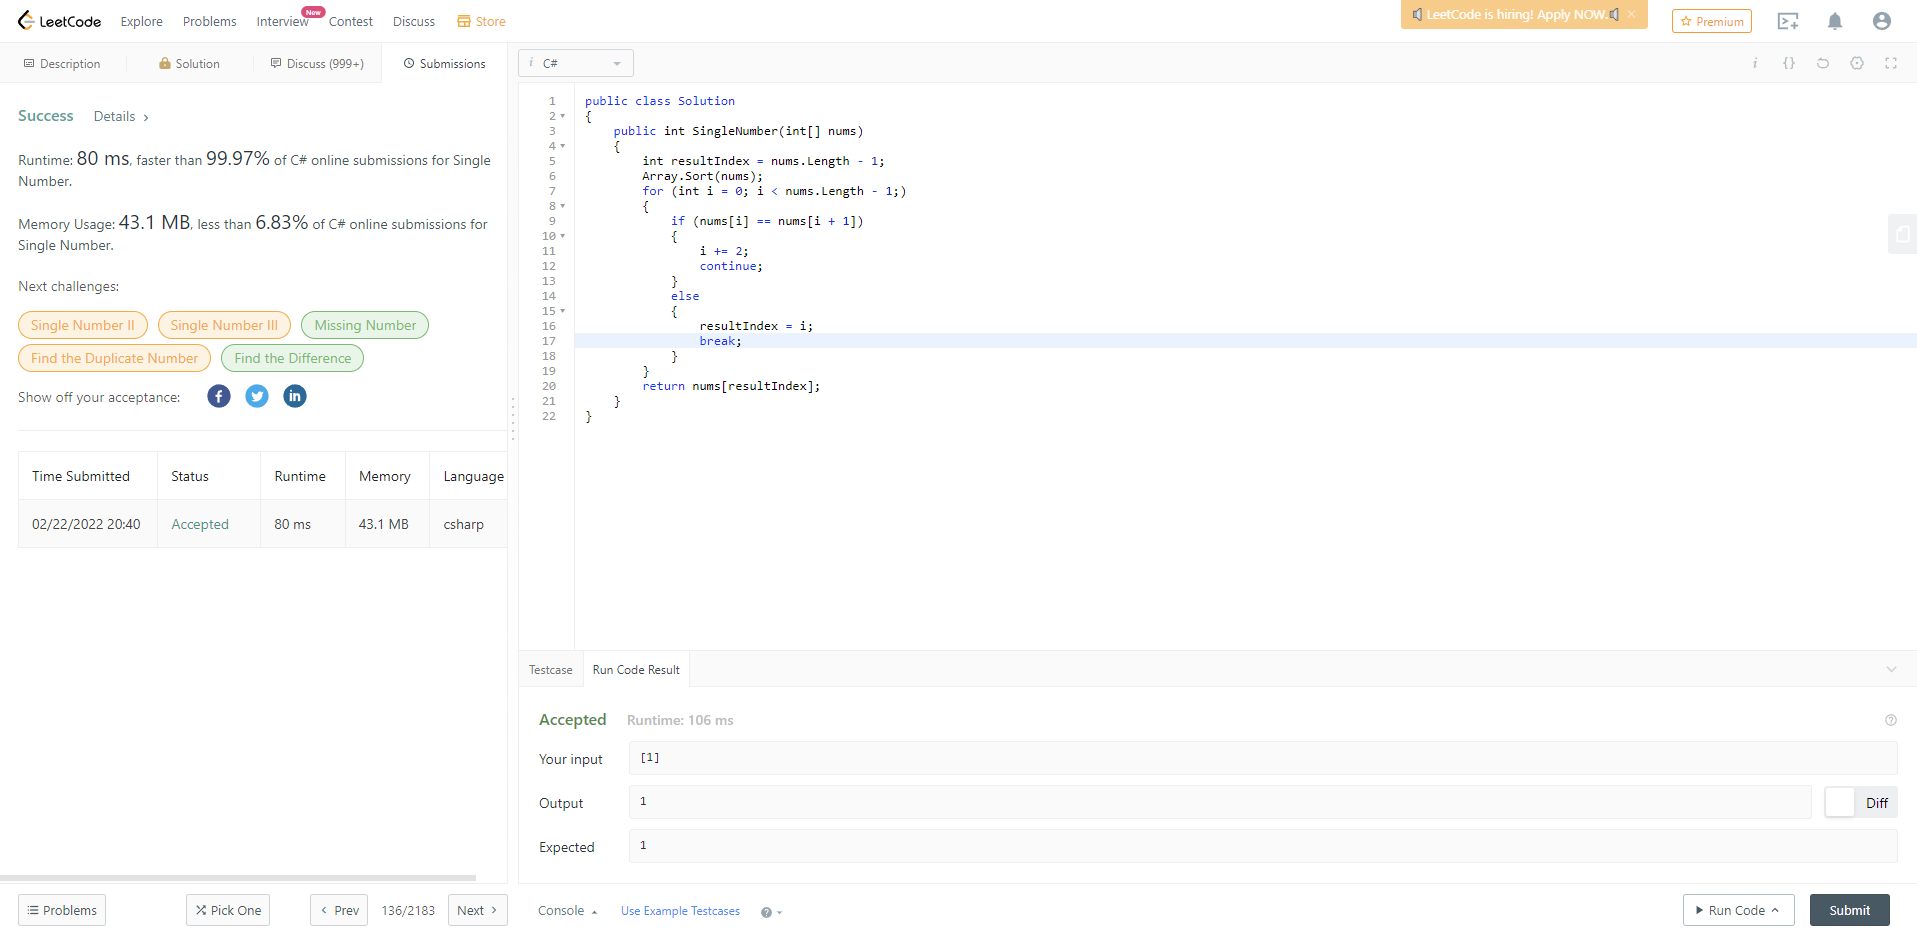 LeetCode Explore Problems Interview New Contest Discuss Store LeetCode is hiring! Apply NOW. Premium
Description Solution Discuss (999+) Submissions
Success Details
Runtime: 80 ms, faster than 99.97% of C# online submissions for Single
Number.
Memory Usage: 43.1 MB, less than 6.83% of C# online submissions for
Single Number.
Next challenges:
Single Number II Single Number III Missing Number
Find the Duplicate Number Find the Difference
Show off your acceptance:
Time Submitted Status Runtime Memory Language
02/22/2022 20:40 Accepted 80 ms 43.1 MB csharp
i C#
i {}
1 public class Solution
2 {
3     public int SingleNumber(int[] nums)
4     {
5         int resultIndex = nums.Length - 1;
6         Array.Sort(nums);
7         for (int i = 0; i < nums.Length - 1;)
8         {
9             if (nums[i] == nums[i + 1])
10             {
11                 i += 2;
12                 continue;
13             }
14             else
15             {
16                 resultIndex = i;
17                 break;
18             }
19         }
20         return nums[resultIndex];
21     }
22 }
Testcase Run Code Result
Accepted Runtime: 106 ms
Your input [1]
Output 1 Diff
Expected 1
Problems Pick One Prev 136/2183 Next Console Use Example Testcases Run Code Submit